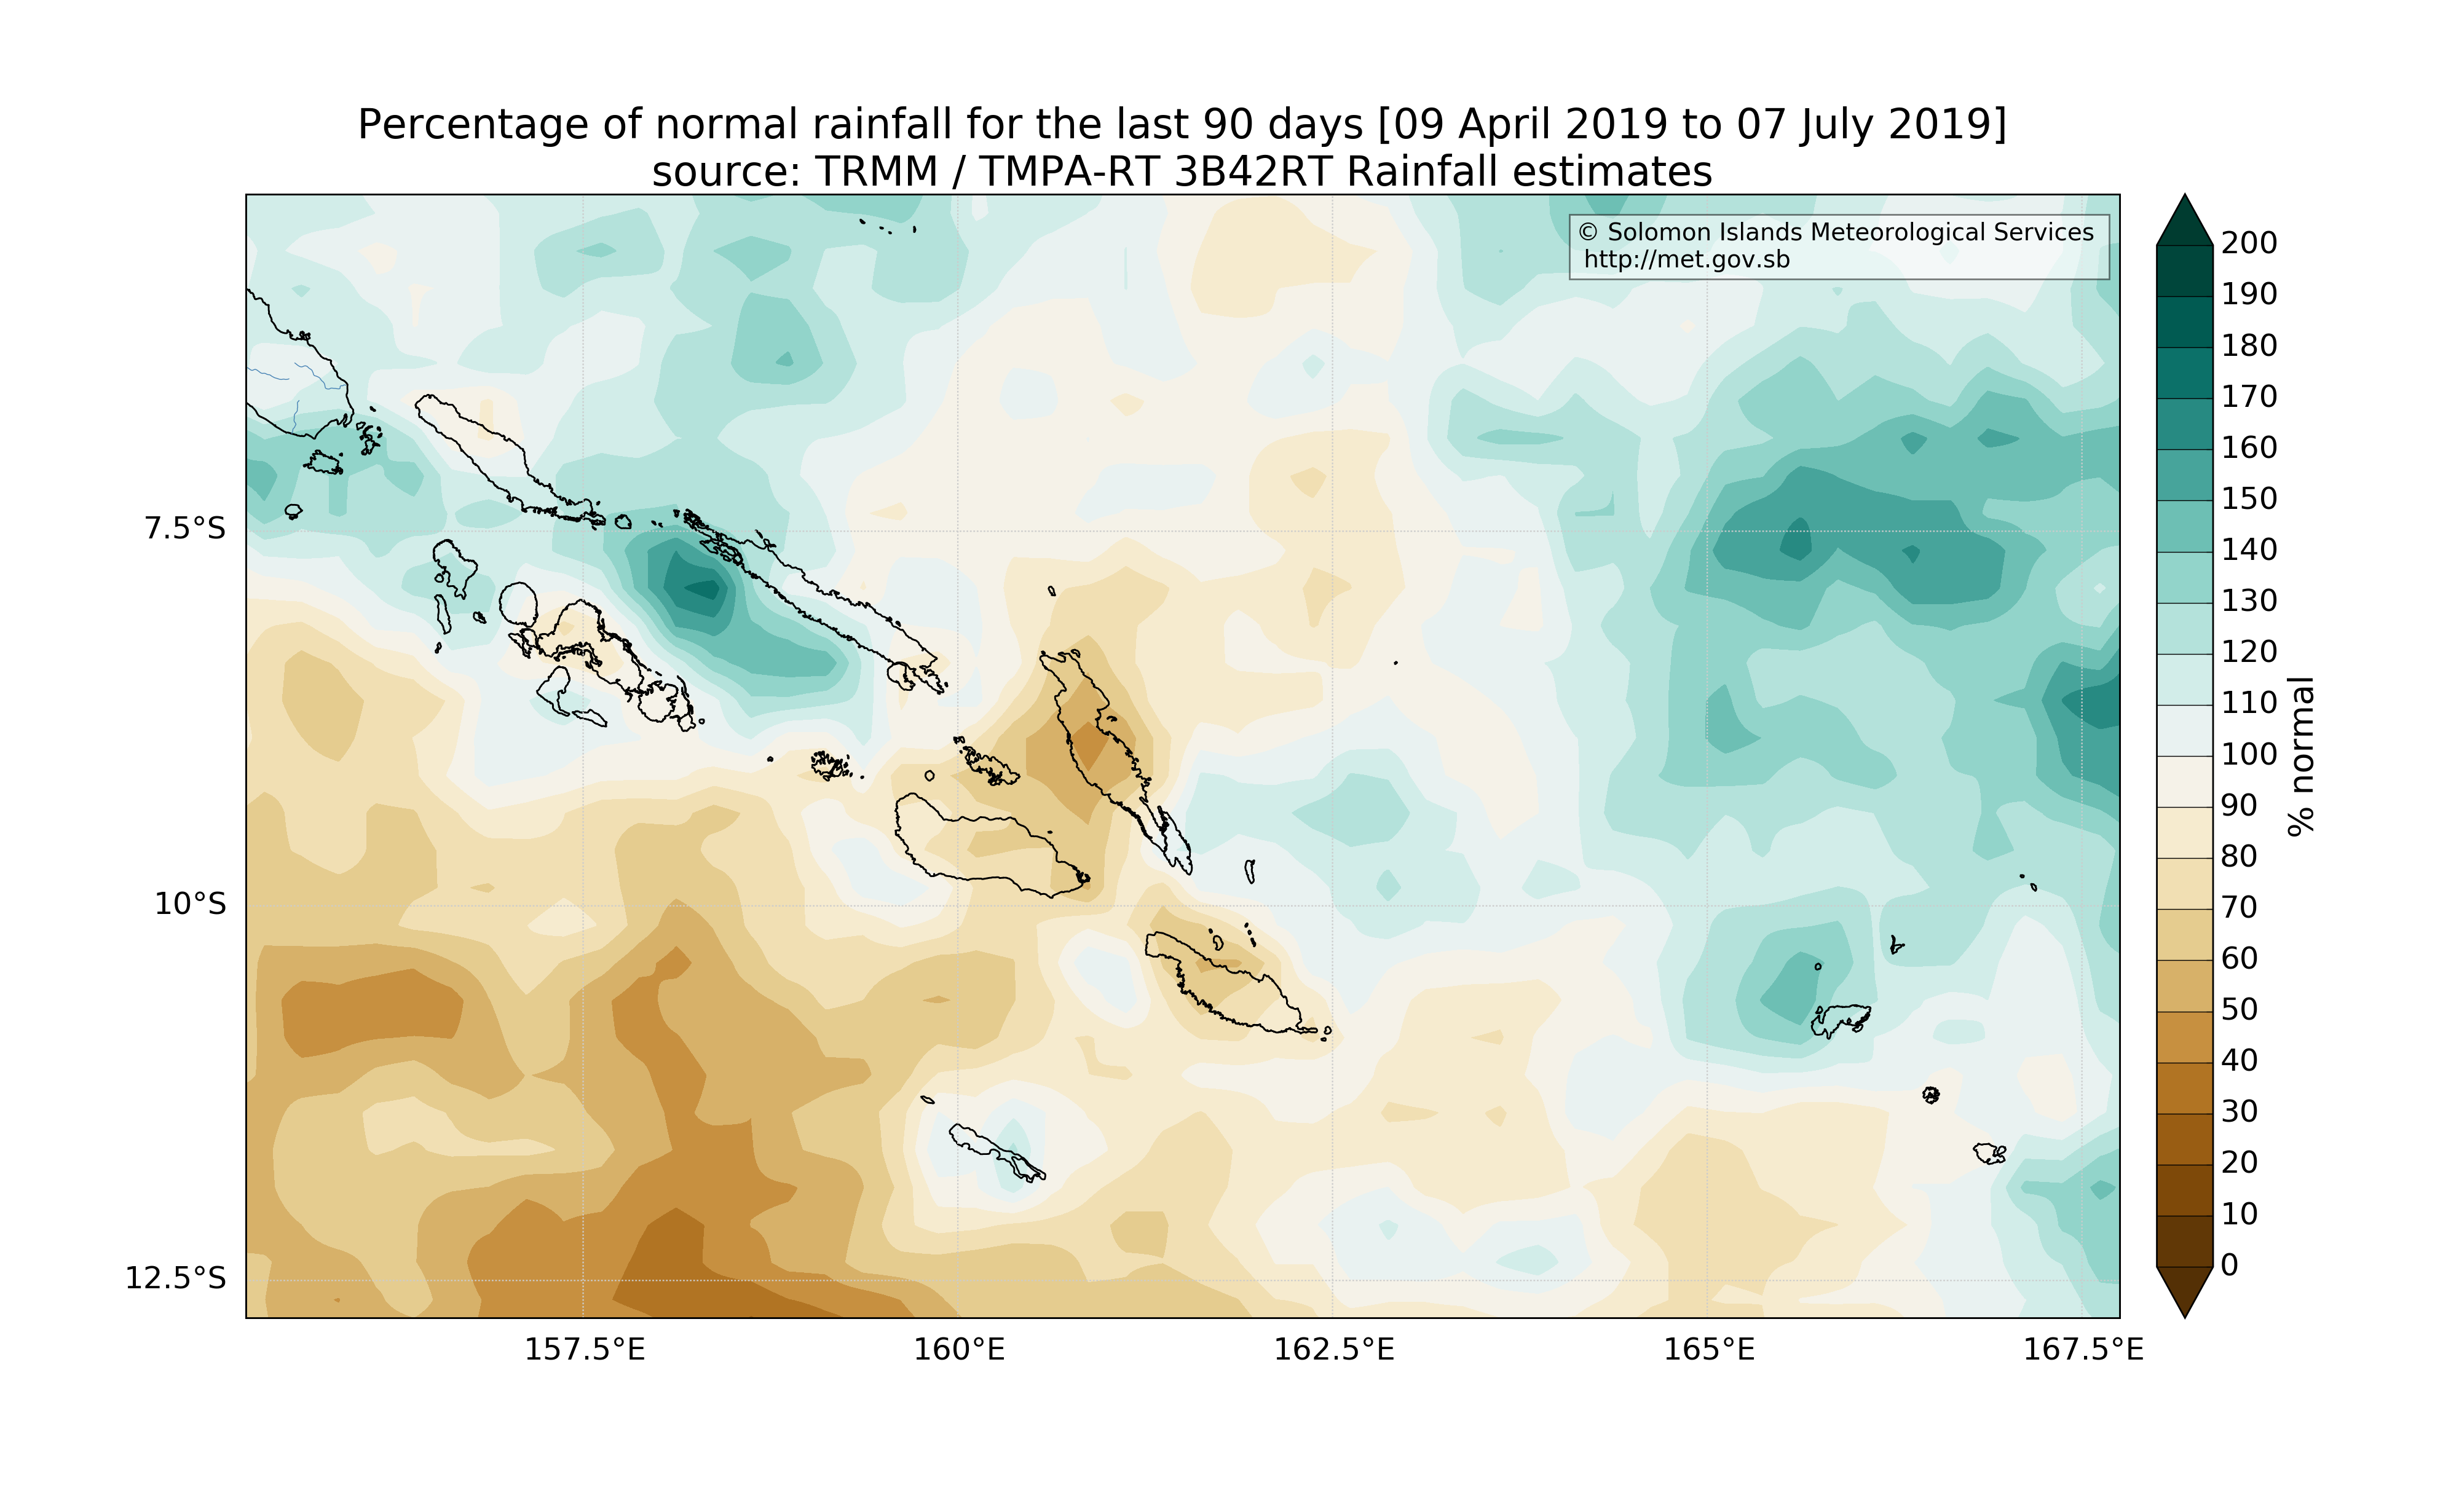 Percentage of normal rainfall for the last 90 days [09 April 2019 to 07 July 2019]
source: TRMM / TMPA-RT 3B42RT Rainfall estimates
© Solomon Islands Meteorological Services
http://met.gov.sb
7.5°S
10°S
12.5°S
157.5°E
160°E
162.5°E
165°E
167.5°E
200
190
180
170
160
150
140
130
120
110
100
90
80
70
60
50
40
30
20
10
0
% normal